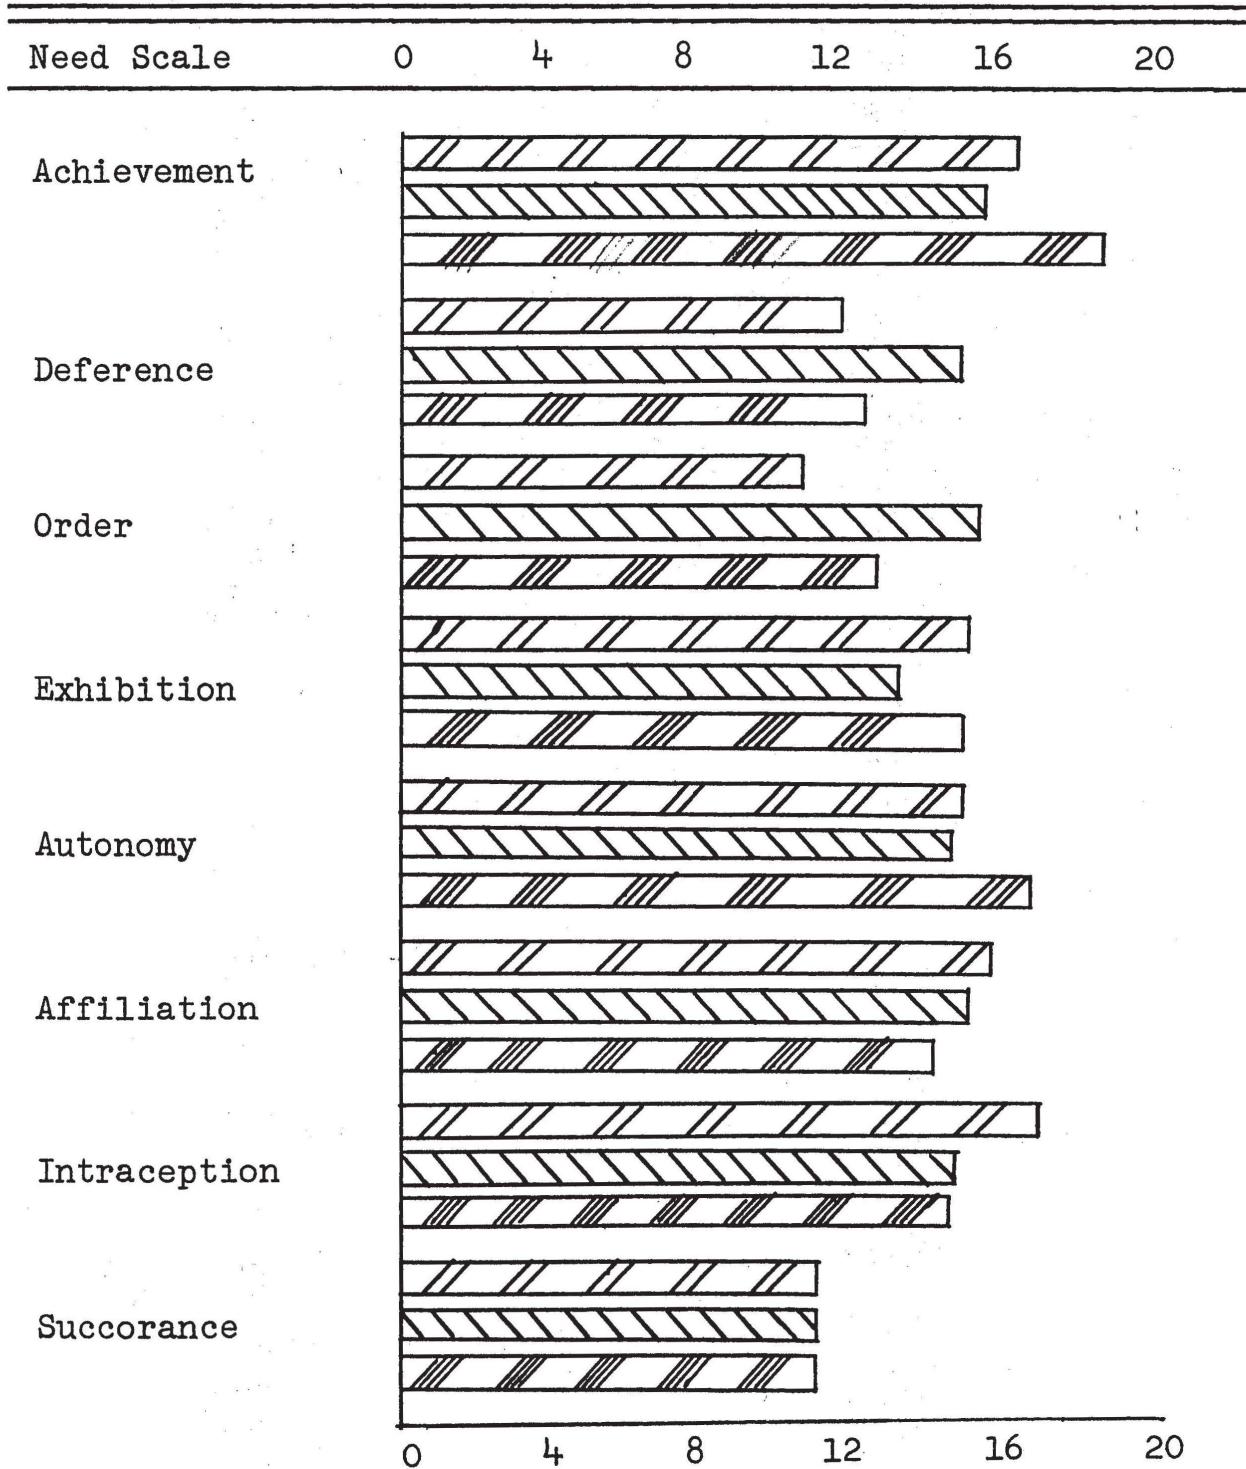 Need Scale 0 4 8 12 16 20
Achievement
Deference
Order
Exhibition
Autonomy
Affiliation
Intraception
Succorance
0 4 8 12 16 20